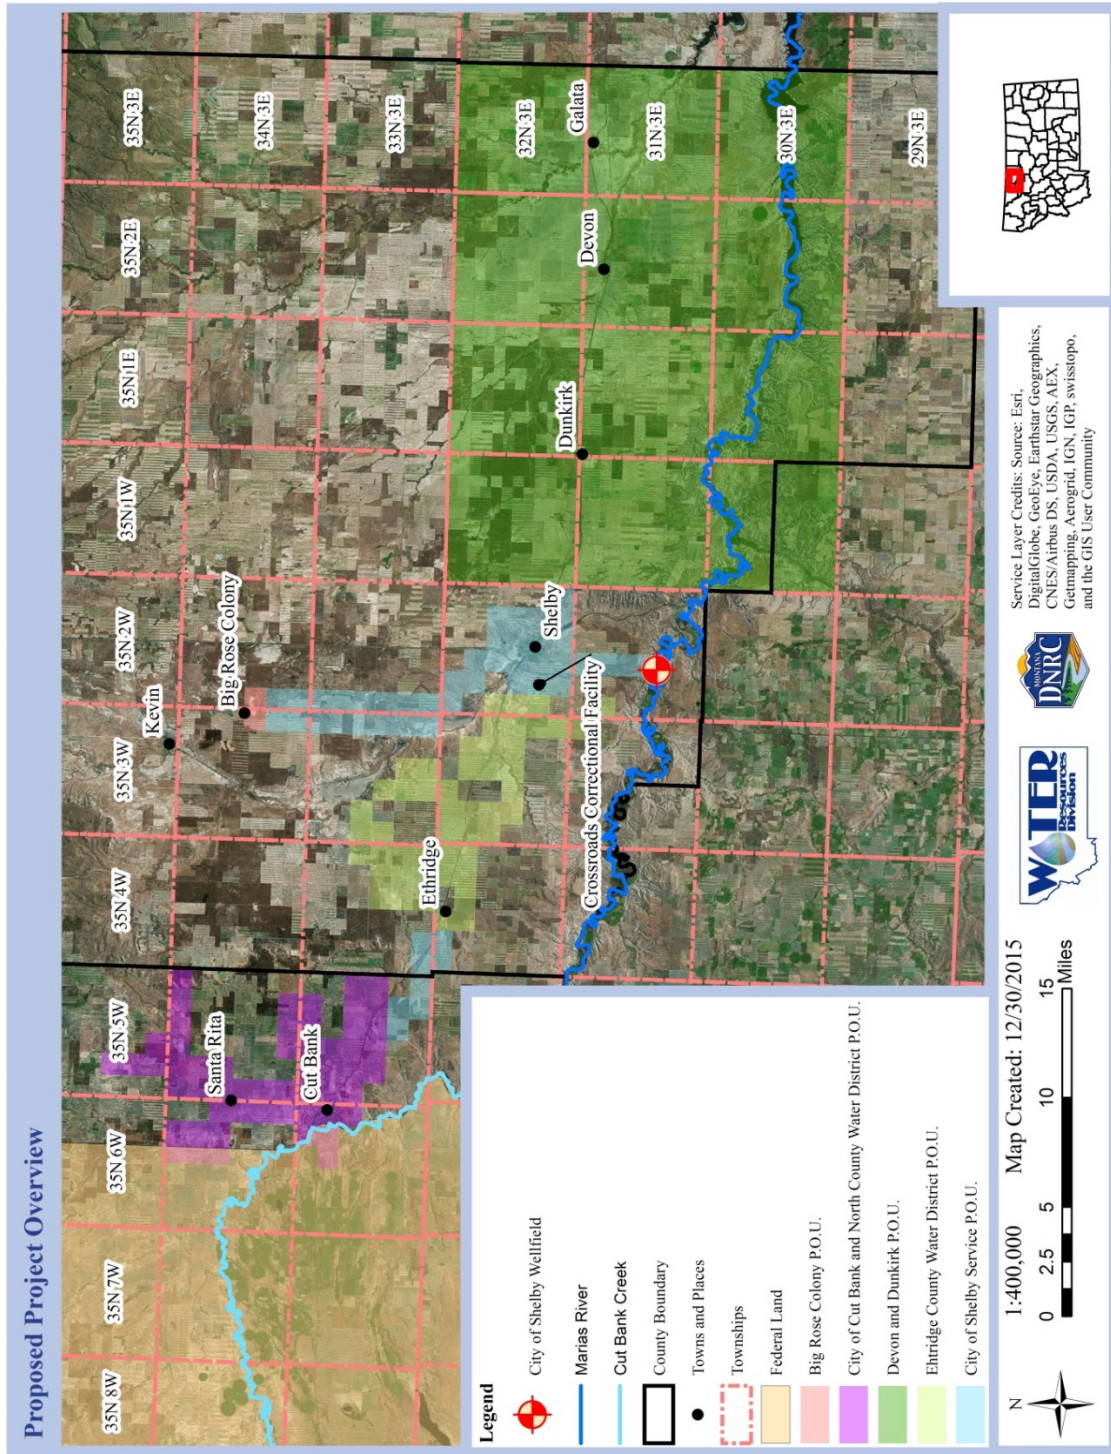 Proposed Project Overview
35N 8W
35N 7W
35N 6W
35N 5W
35N 4W
35N 3W
35N 2W
35N 1W
35N 1E
35N 2E
35N 3E
34N 3E
33N 3E
32N 3E
31N 3E
30N 3E
29N 3E
Santa Rita
Cut Bank
Kevin
Big Rose Colony
Ethridge
Shelby
Crossroads Correctional Facility
Dunkirk
Devon
Galata
Legend
City of Shelby Wellfield
Marias River
Cut Bank Creek
County Boundary
Towns and Places
Townships
Federal Land
Big Rose Colony P.O.U.
City of Cut Bank and North County Water District P.O.U.
Devon and Dunkirk P.O.U.
Ehtridge County Water District P.O.U.
City of Shelby Service P.O.U.
N
1:400,000 Map Created: 12/30/2015
0 2.5 5 10 15
Miles
WATER
Resources
Division
MONTANA
DNRC
Service Layer Credits: Source: Esri,
DigitalGlobe, GeoEye, Earthstar Geographics,
CNES/Airbus DS, USDA, USGS, AEX,
Getmapping, Aerogrid, IGN, IGP, swisstopo,
and the GIS User Community